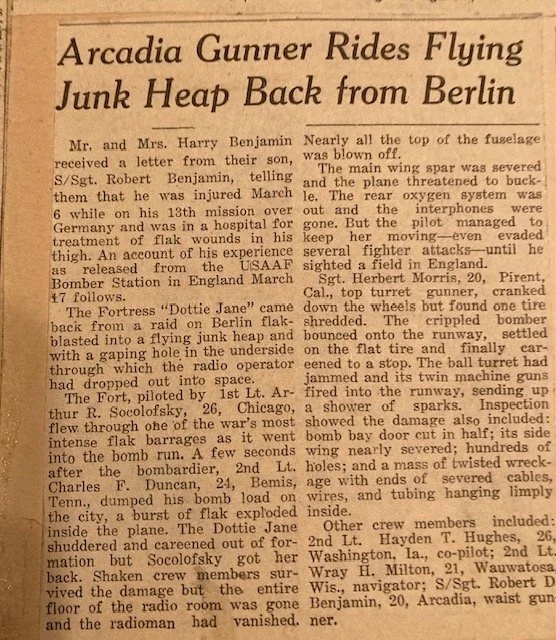 Arcadia Gunner Rides Flying
Junk Heap Back from Berlin
Mr. and Mrs. Harry Benjamin
received a letter from their son,
S/Sgt. Robert Benjamin, telling
them that he was injured March
6 while on his 13th mission over
Germany and was in a hospital for
treatment of flak wounds in his
thigh. An account of his experience
as released from the USAAF
Bomber Station in England March
17 follows.
The Fortress "Dottie Jane" came
back from a raid on Berlin flak-
blasted into a flying junk heap and
with a gaping hole in the underside
through which the radio operator
had dropped out into space.
The Fort, piloted by 1st Lt. Ar-
thur R. Socolofsky, 26, Chicago,
flew through one of the war's most
intense flak barrages as it went
into the bomb run. A few seconds
after the bombardier, 2nd Lt.
Charles F. Duncan, 24, Bemis,
Tenn., dumped his bomb load on
the city, a burst of flak exploded
inside the plane. The Dottie Jane
shuddered and careened out of for-
mation but Socolofsky got her
back. Shaken crew members sur-
vived the damage but the entire
floor of the radio room was gone
and the radioman had vanished.
Nearly all the top of the fuselage
was blown off.
The main wing spar was severed
and the plane threatened to buck-
le. The rear oxygen system was
out and the interphones were
gone. But the pilot managed to
keep her moving—even evaded
several fighter attacks—until he
sighted a field in England.
Sgt. Herbert Morris, 20, Pirent,
Cal., top turret gunner, cranked
down the wheels but found one tire
shredded. The crippled bomber
bounced onto the runway, settled
on the flat tire and finally car-
eened to a stop. The ball turret had
jammed and its twin machine guns
fired into the runway, sending up
a shower of sparks. Inspection
showed the damage also included:
bomb bay door cut in half; its side
wing nearly severed; hundreds of
holes; and a mass of twisted wreck-
age with ends of severed cables,
wires, and tubing hanging limply
inside.
Other crew members included:
2nd Lt. Hayden T. Hughes, 26,
Washington, Ia., co-pilot; 2nd Lt.
Wray H. Milton, 21, Wauwatosa
Wis., navigator; S/Sgt. Robert D
Benjamin, 20, Arcadia, waist gun-
ner.